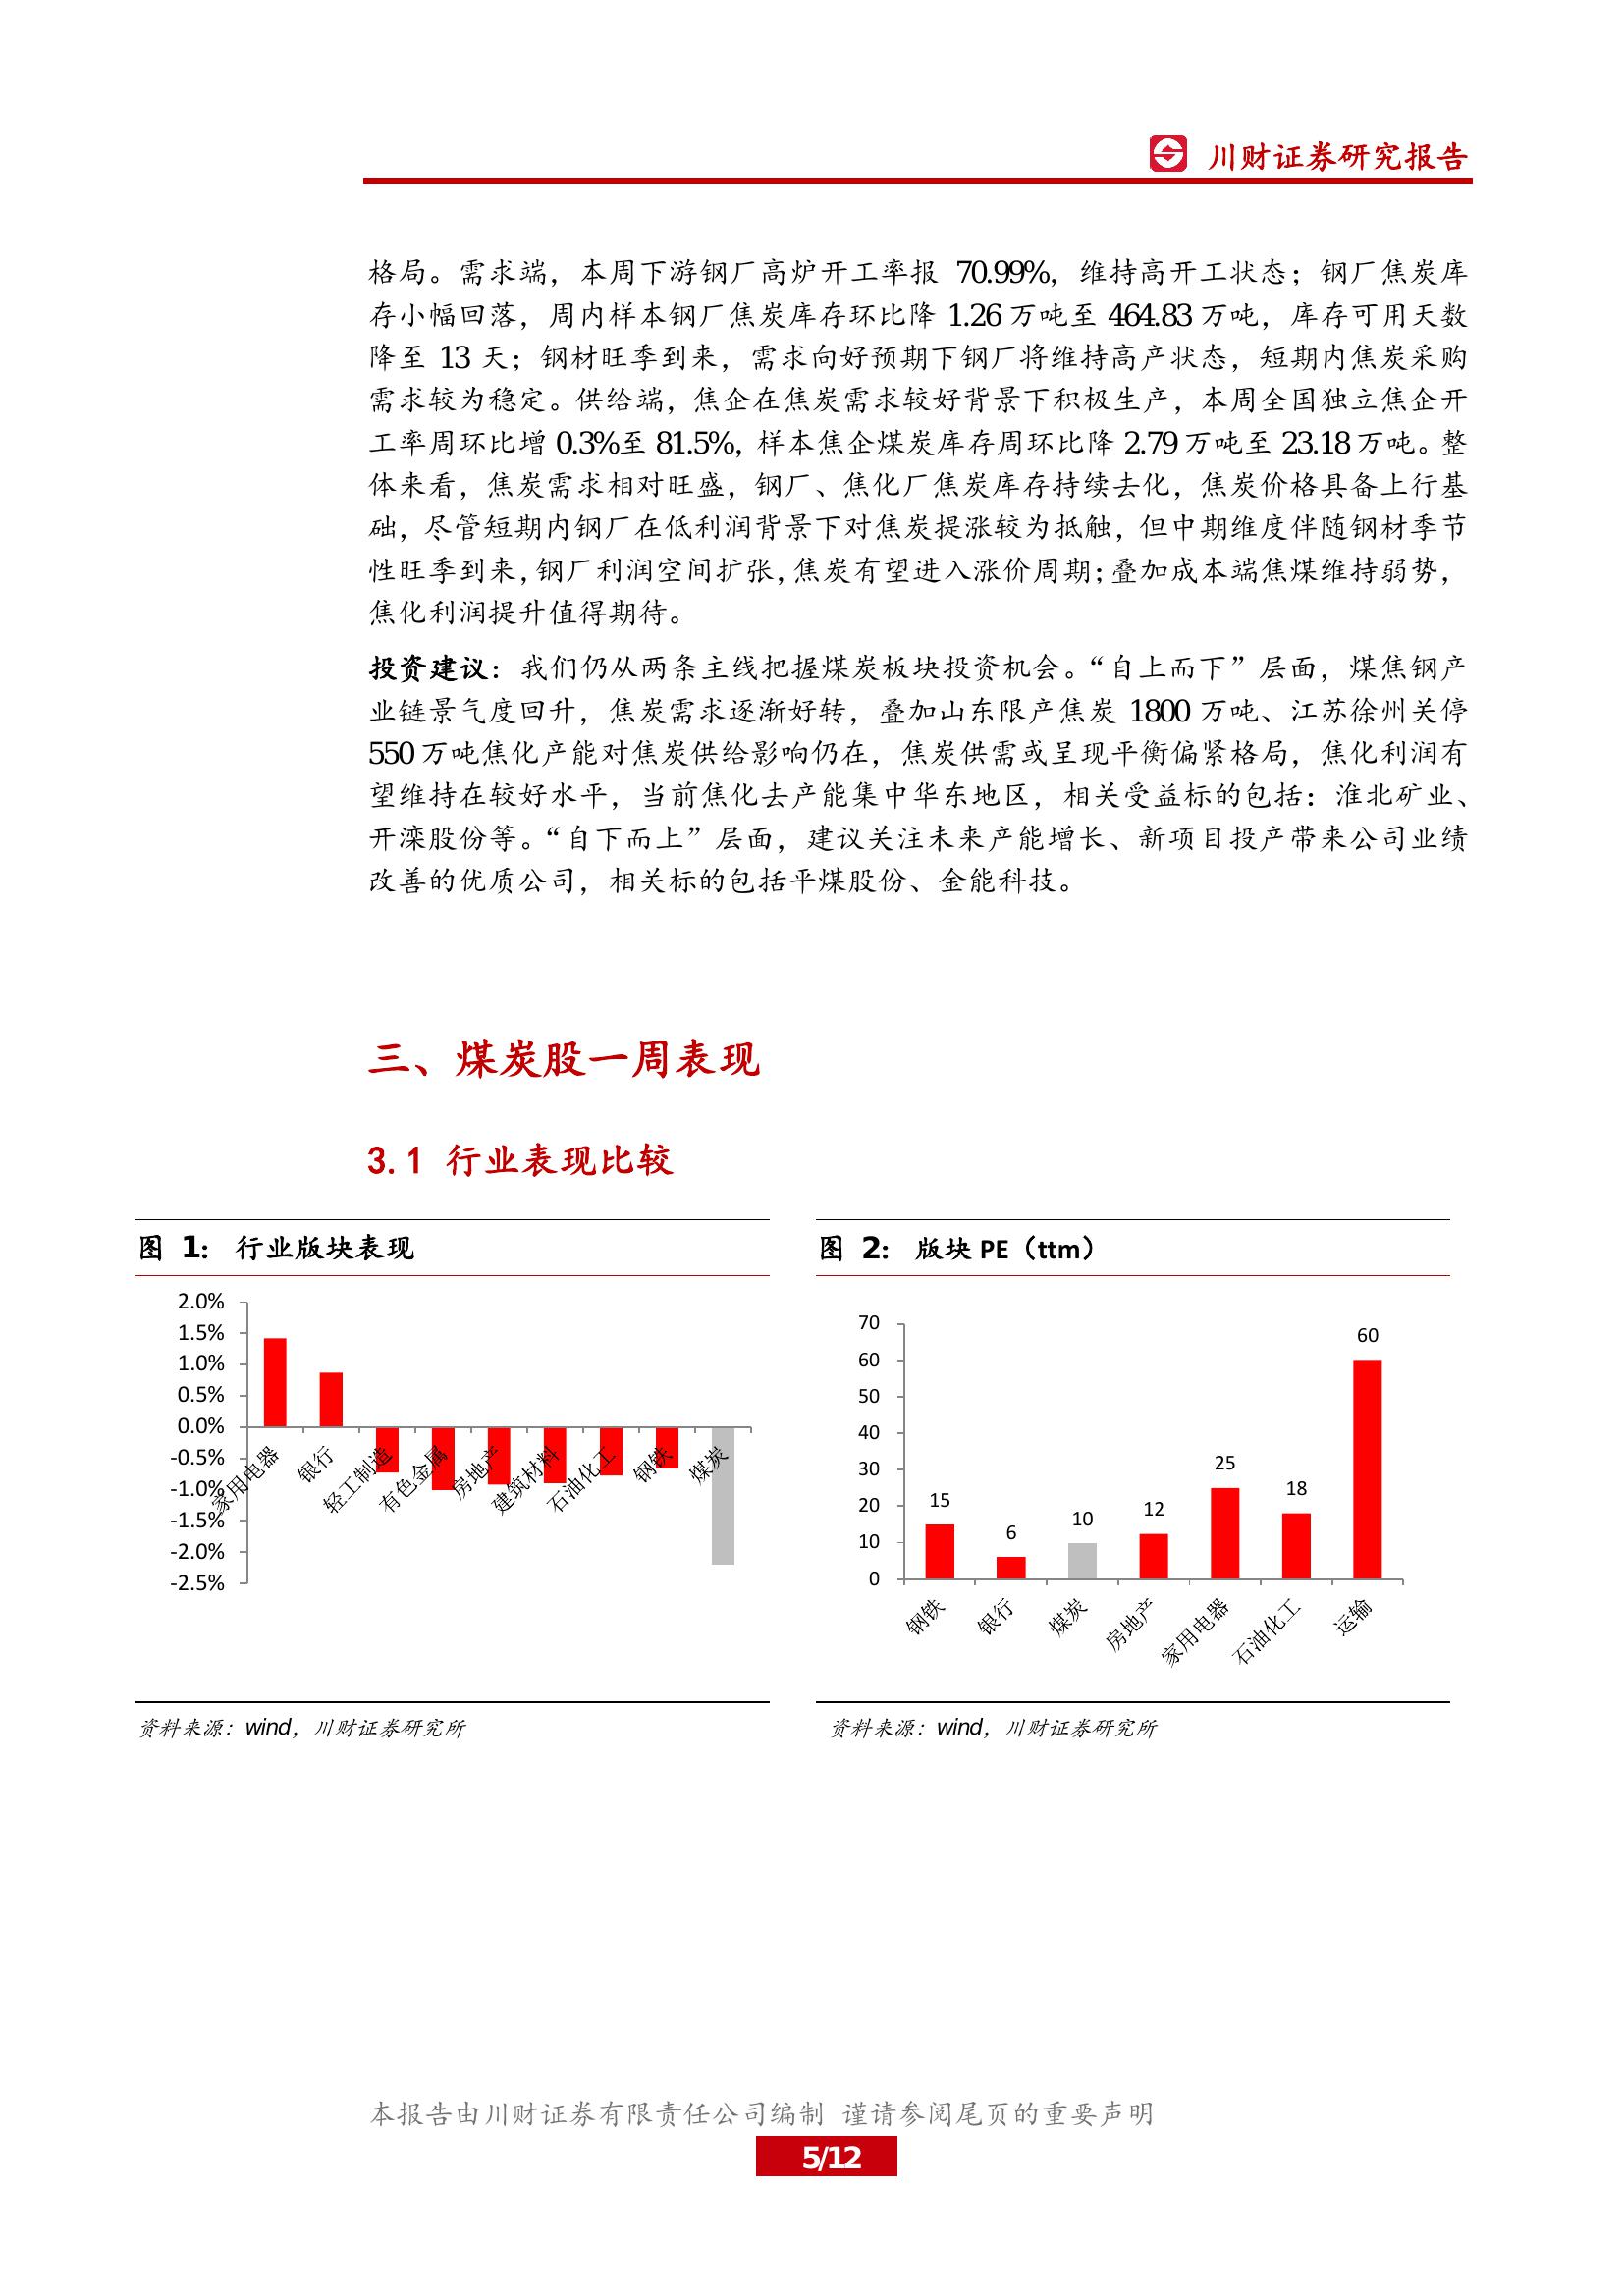 川财证券研究报告
格局。需求端，本周下游钢厂高炉开工率报 70.99%，维持高开工状态；钢厂焦炭库
存小幅回落，周内样本钢厂焦炭库存环比降 1.26 万吨至 464.83 万吨，库存可用天数
降至 13 天；钢材旺季到来，需求向好预期下钢厂将维持高产状态，短期内焦炭采购
需求较为稳定。供给端，焦企在焦炭需求较好背景下积极生产，本周全国独立焦企开
工率周环比增 0.3%至 81.5%，样本焦企煤炭库存周环比降 2.79 万吨至 23.18 万吨。整
体来看，焦炭需求相对旺盛，钢厂、焦化厂焦炭库存持续去化，焦炭价格具备上行基
础，尽管短期内钢厂在低利润背景下对焦炭提涨较为抵触，但中期维度伴随钢材季节
性旺季到来，钢厂利润空间扩张，焦炭有望进入涨价周期；叠加成本端焦煤维持弱势，
焦化利润提升值得期待。
投资建议：我们仍从两条主线把握煤炭板块投资机会。“自上而下”层面，煤焦钢产
业链景气度回升，焦炭需求逐渐好转，叠加山东限产焦炭 1800 万吨、江苏徐州关停
550 万吨焦化产能对焦炭供给影响仍在，焦炭供需或呈现平衡偏紧格局，焦化利润有
望维持在较好水平，当前焦化去产能集中华东地区，相关受益标的包括：淮北矿业、
开滦股份等。“自下而上”层面，建议关注未来产能增长、新项目投产带来公司业绩
改善的优质公司，相关标的包括平煤股份、金能科技。
三、煤炭股一周表现
3.1 行业表现比较
图 1： 行业版块表现
2.0%
1.5%
1.0%
0.5%
0.0%
-0.5%
-1.0%
-1.5%
-2.0%
-2.5%
家用电器
银行
轻工制造
有色金属
房地产
建筑材料
石油化工
钢铁
煤炭
资料来源：wind，川财证券研究所
图 2： 版块 PE（ttm）
70
60
50
40
30
20
10
0
15
6
10
12
25
18
60
钢铁
银行
煤炭
房地产
家用电器
石油化工
运输
资料来源：wind，川财证券研究所
本报告由川财证券有限责任公司编制 谨请参阅尾页的重要声明
5/12